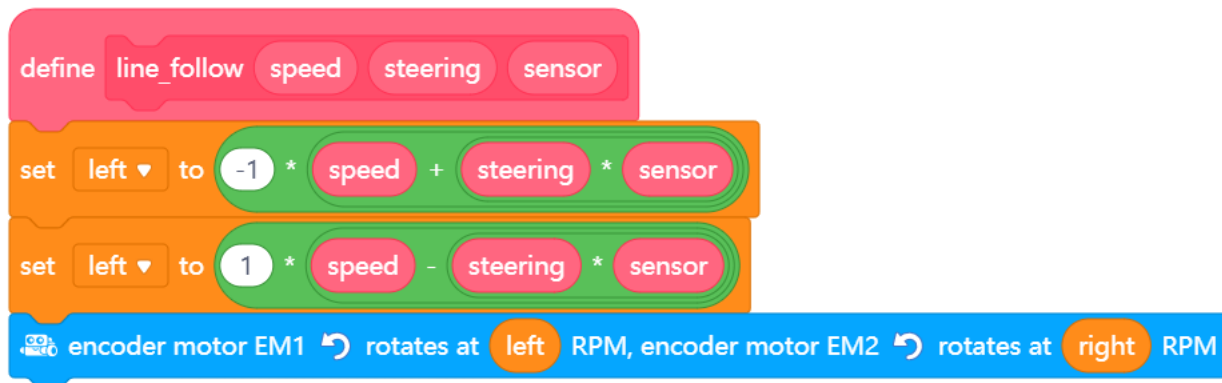 define line_follow speed steering sensor
set left to -1 * speed + steering * sensor
set left to 1 * speed - steering * sensor
encoder motor EM1 rotates at left RPM, encoder motor EM2 rotates at right RPM